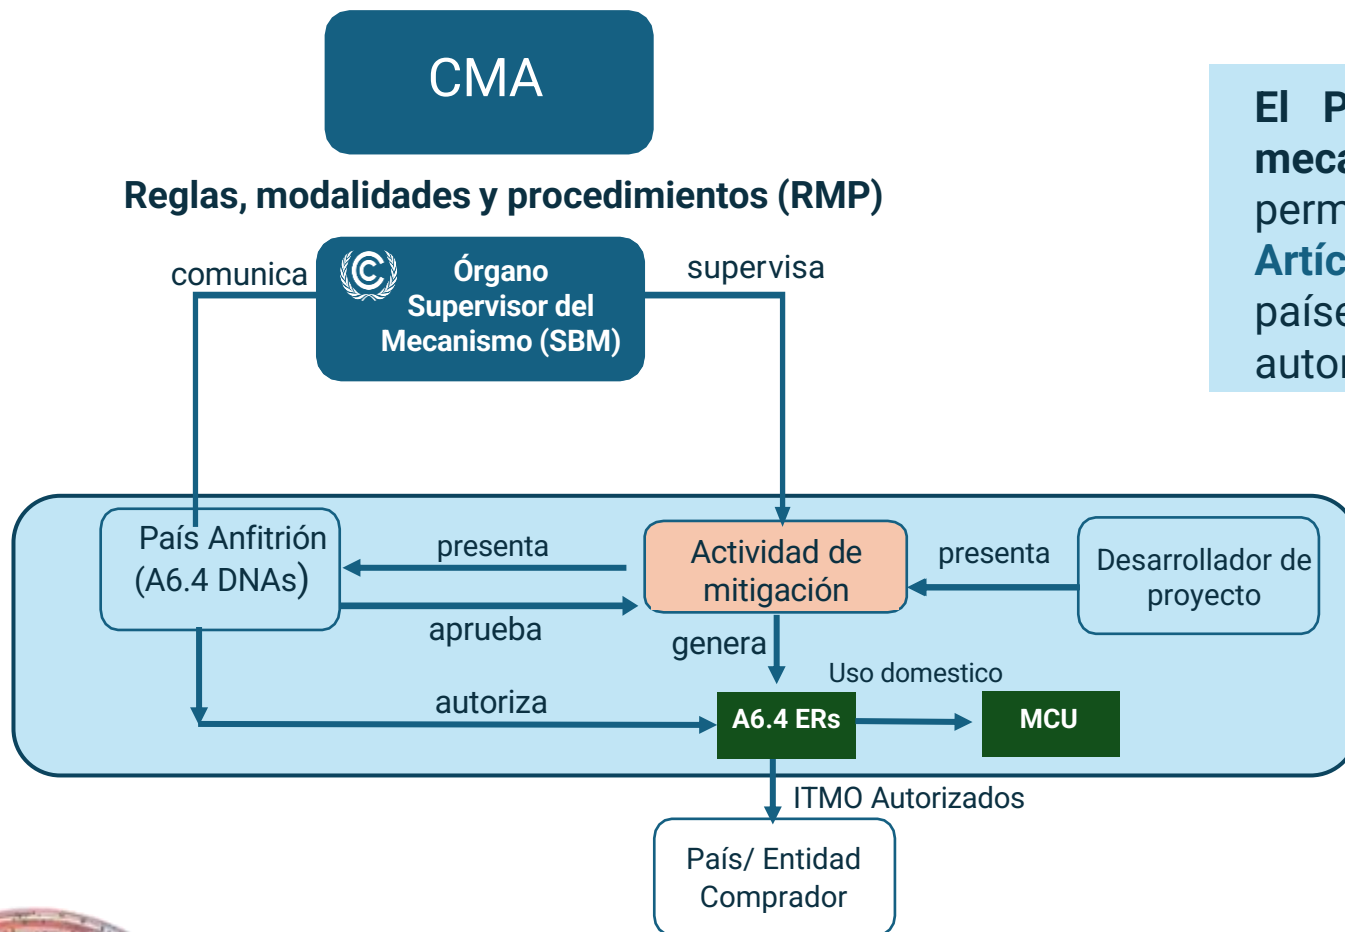 CMA
Reglas, modalidades y procedimientos (RMP)
comunica
Órgano
Supervisor del
Mecanismo (SBM)
supervisa
El
meca
perm
Artíc
paíse
autor
País Anfitrión
(A6.4 DNAs)
presenta
aprueba
Actividad de
mitigación
presenta
Desarrollador de
proyecto
genera
Uso domestico
autoriza
A6.4 ERs
MCU
ITMO Autorizados
País/ Entidad
Comprador